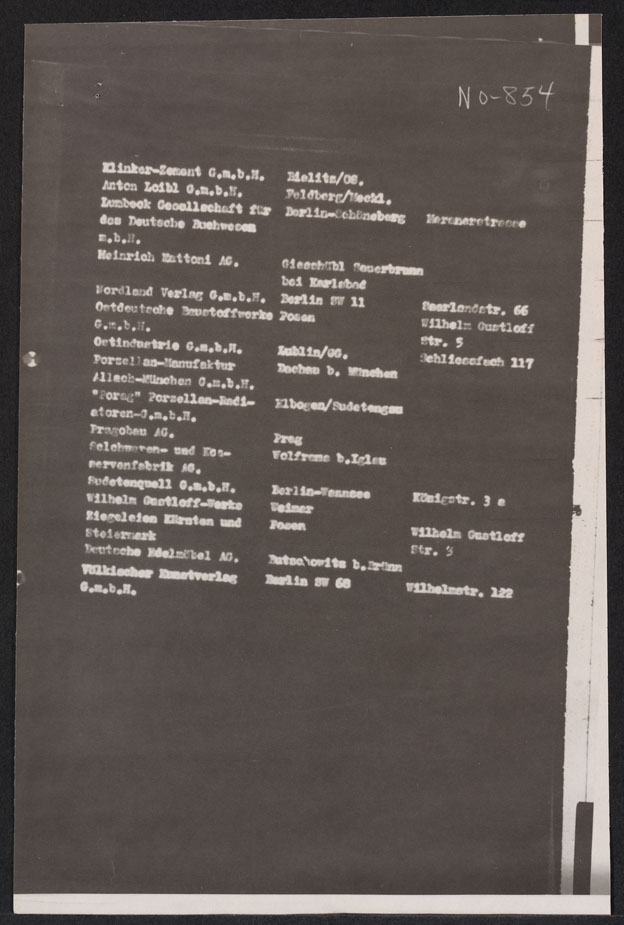 NO-854
Klinker-Zement G.m.b.H. Bielitz/OS.
Anton Loibl G.m.b.H. Feldberg/Meckl.
Lumbeck Gesellschaft für Berlin-Schöneberg Meranerstrasse
das Deutsche Buchwesen
m.b.H.
Heinrich Mattoni AG. Gieschübl Sauerbrunn
bei Karlsbad
Nordland Verlag G.m.b.H. Berlin SW 11 Saarlandstr. 66
Ostdeutsche Baustoffwerke Posen Wilhelm Gustloff
G.m.b.H. Str. 5
Ostindustrie G.m.b.H. Lublin/GG. Schliessfach 117
Porzellan-Manufaktur Dachau b. München
Allach-München G.m.b.H.
"Porag" Porzellan-Radi- Elbogen/Sudetengau
atoren-G.m.b.H.
Pragobau AG. Prag
Selchwaren- und Kon- Wolframs b.Iglau
servenfabrik AG.
Sudetenquell G.m.b.H. Berlin-Wannsee Königstr. 3 a
Wilhelm Gustloff-Werke Weimar
Ziegeleien Kärnten und Posen Wilhelm Gustloff
Steiermark Str. 5
Deutsche Edelmöbel AG. Butschowitz b.Brünn
Völkischer Kunstverlag Berlin SW 68 Wilhelmstr. 122
G.m.b.H.